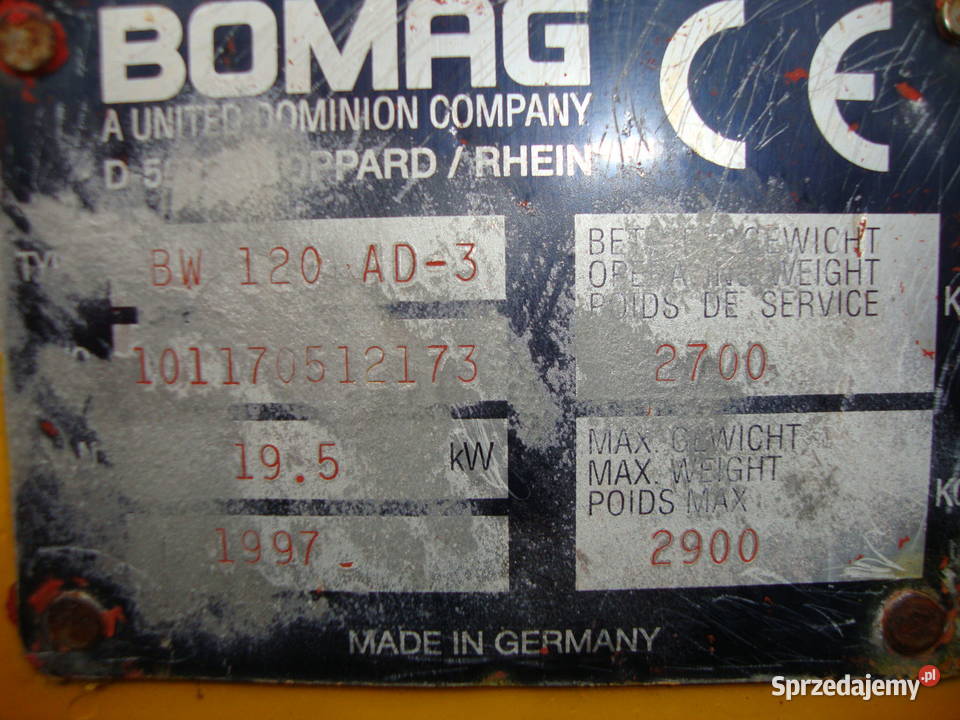 BOMAG
CE
A UNITED DOMINION COMPANY
/ RHEIN
BW 120 AD-3
101170512173
19.5 kW
1997
OPERATING WEIGHT
POIDS DE SERVICE
2700
MAX. GEWICHT
MAX. WEIGHT
POIDS MAX
2900
MADE IN GERMANY
Sprzedajemy.pl